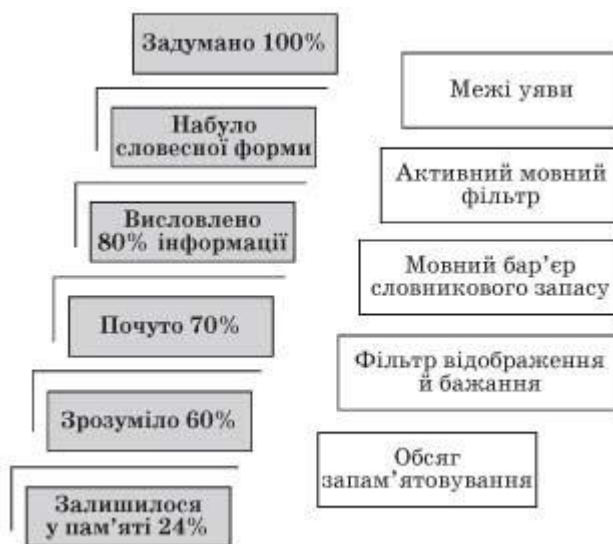 Задумано 100%
Межі уяви
Набуло
словесної форми
Активний мовний
фільтр
Висловлено
80% інформації
Мовний бар’єр
словникового запасу
Почуто 70%
Фільтр відображення
й бажання
Зрозуміло 60%
Обсяг
запам’ятовування
Залишилося
у пам’яті 24%